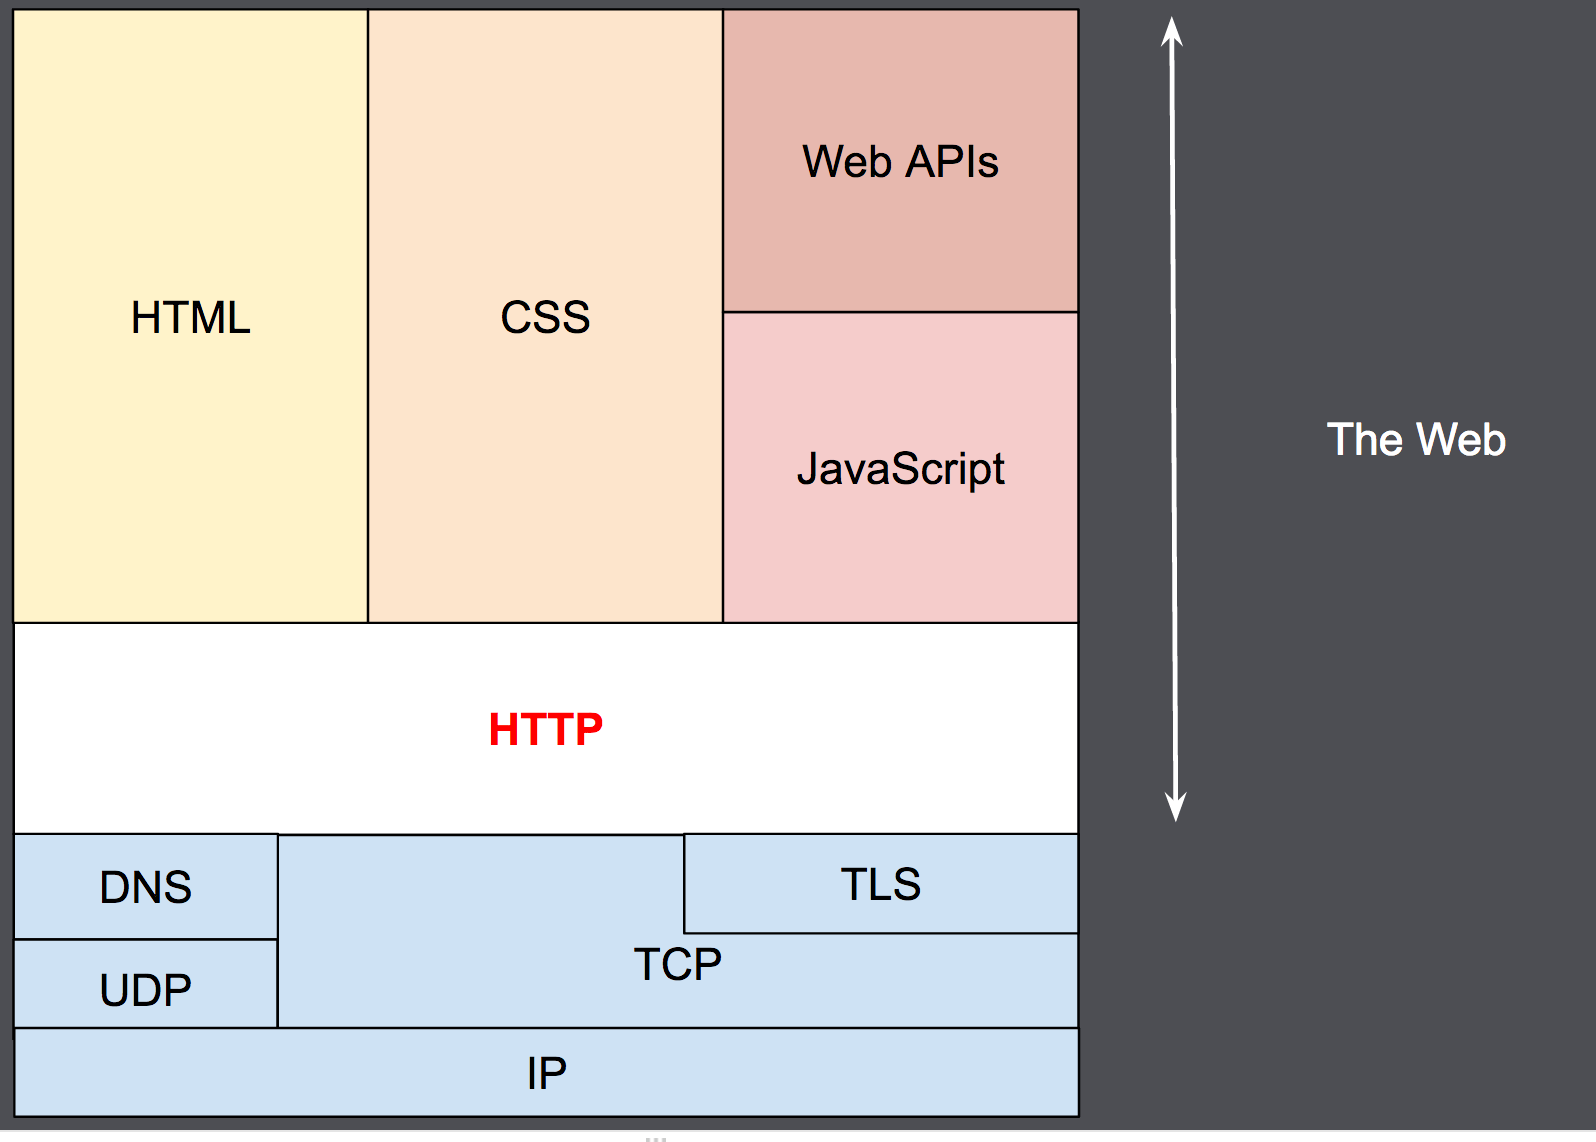 HTML
CSS
Web APIs
JavaScript
The Web
HTTP
DNS
TLS
TCP
UDP
IP